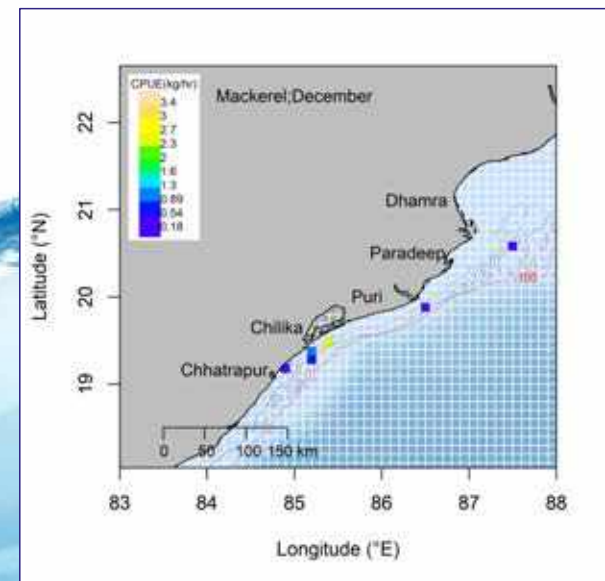 CPUE(kg/hr)
3.4
3
2.7
2.3
2
1.6
1.3
0.89
0.54
0.18
Mackerel;December
Dhamra
Paradeep
Puri
Chilika
Chhatrapur
100
0 50 100 150 km
22
21
20
19
Latitude (°N)
83 84 85 86 87 88
Longitude (°E)